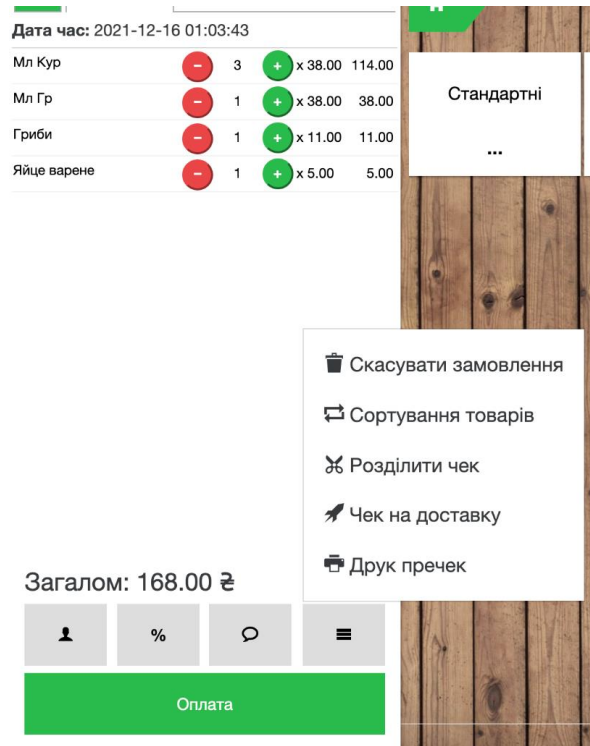 Дата час: 2021-12-16 01:03:43
Мл Кур - 3 + x 38.00 114.00
Мл Гр - 1 + x 38.00 38.00
Гриби - 1 + x 11.00 11.00
Яйце варене - 1 + x 5.00 5.00
Стандартні
...
Скасувати замовлення
Сортування товарів
Розділити чек
Чек на доставку
Друк пречек
Загалом: 168.00 ₴
%
Оплата